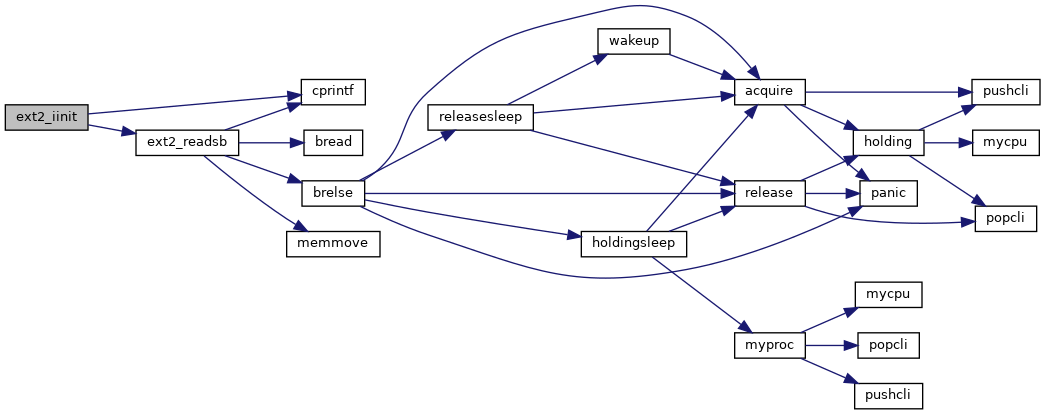 ext2_iinit
cprintf
ext2_readsb
bread
brelse
memmove
releasesleep
wakeup
holdingsleep
acquire
release
myproc
holding
panic
pushcli
mycpu
popcli
mycpu
popcli
pushcli